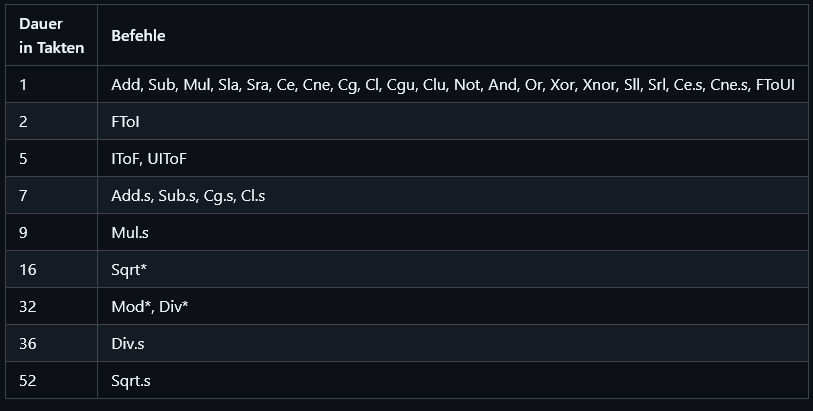 Dauer
in Takten Befehle
1 Add, Sub, Mul, Sla, Sra, Ce, Cne, Cg, Cl, Cgu, Clu, Not, And, Or, Xor, Xnor, Sll, Srl, Ce.s, Cne.s, FToUI
2 FToI
5 IToF, UIToF
7 Add.s, Sub.s, Cg.s, Cl.s
9 Mul.s
16 Sqrt*
32 Mod*, Div*
36 Div.s
52 Sqrt.s